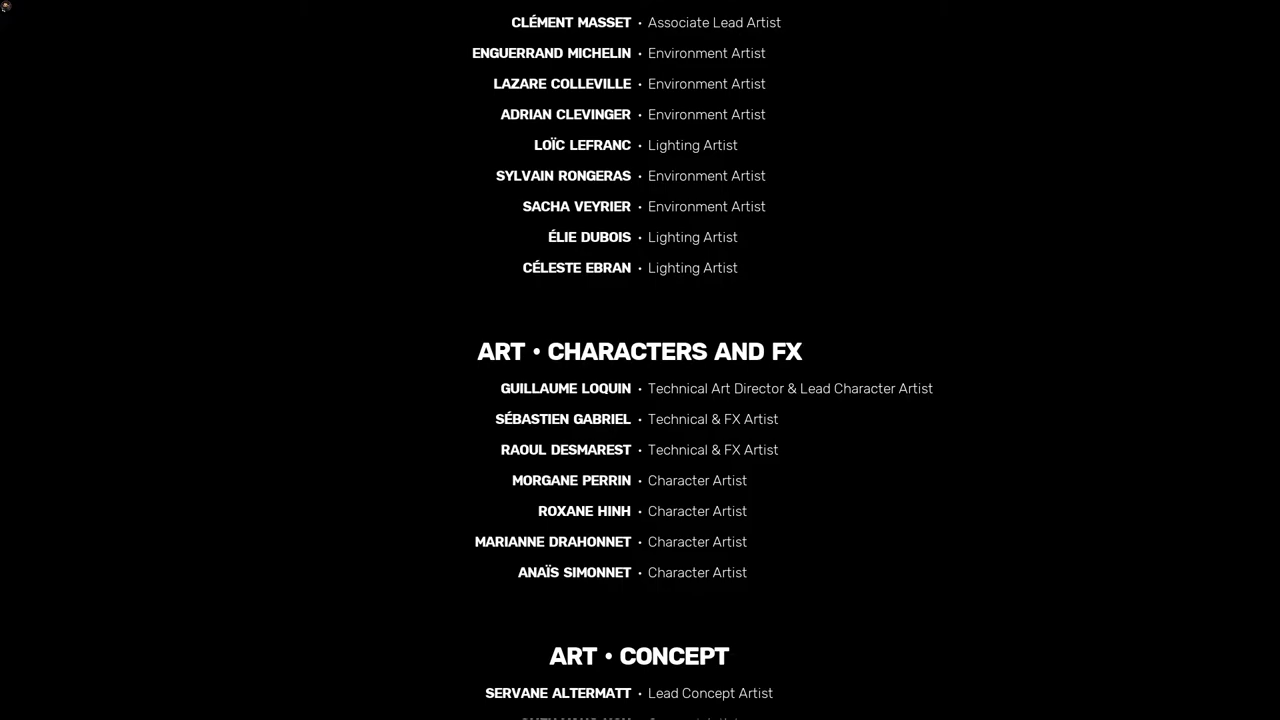 CLÉMENT MASSET • Associate Lead Artist
ENGUERRAND MICHELIN • Environment Artist
LAZARE COLLEVILLE • Environment Artist
ADRIAN CLEVINGER • Environment Artist
LOÏC LEFRANC • Lighting Artist
SYLVAIN RONGERAS • Environment Artist
SACHA VEYRIER • Environment Artist
ÉLIE DUBOIS • Lighting Artist
CÉLESTE EBRAN • Lighting Artist
ART • CHARACTERS AND FX
GUILLAUME LOQUIN • Technical Art Director & Lead Character Artist
SÉBASTIEN GABRIEL • Technical & FX Artist
RAOUL DESMAREST • Technical & FX Artist
MORGANE PERRIN • Character Artist
ROXANE HINH • Character Artist
MARIANNE DRAHONNET • Character Artist
ANAÏS SIMONNET • Character Artist
ART • CONCEPT
SERVANE ALTERMATT • Lead Concept Artist